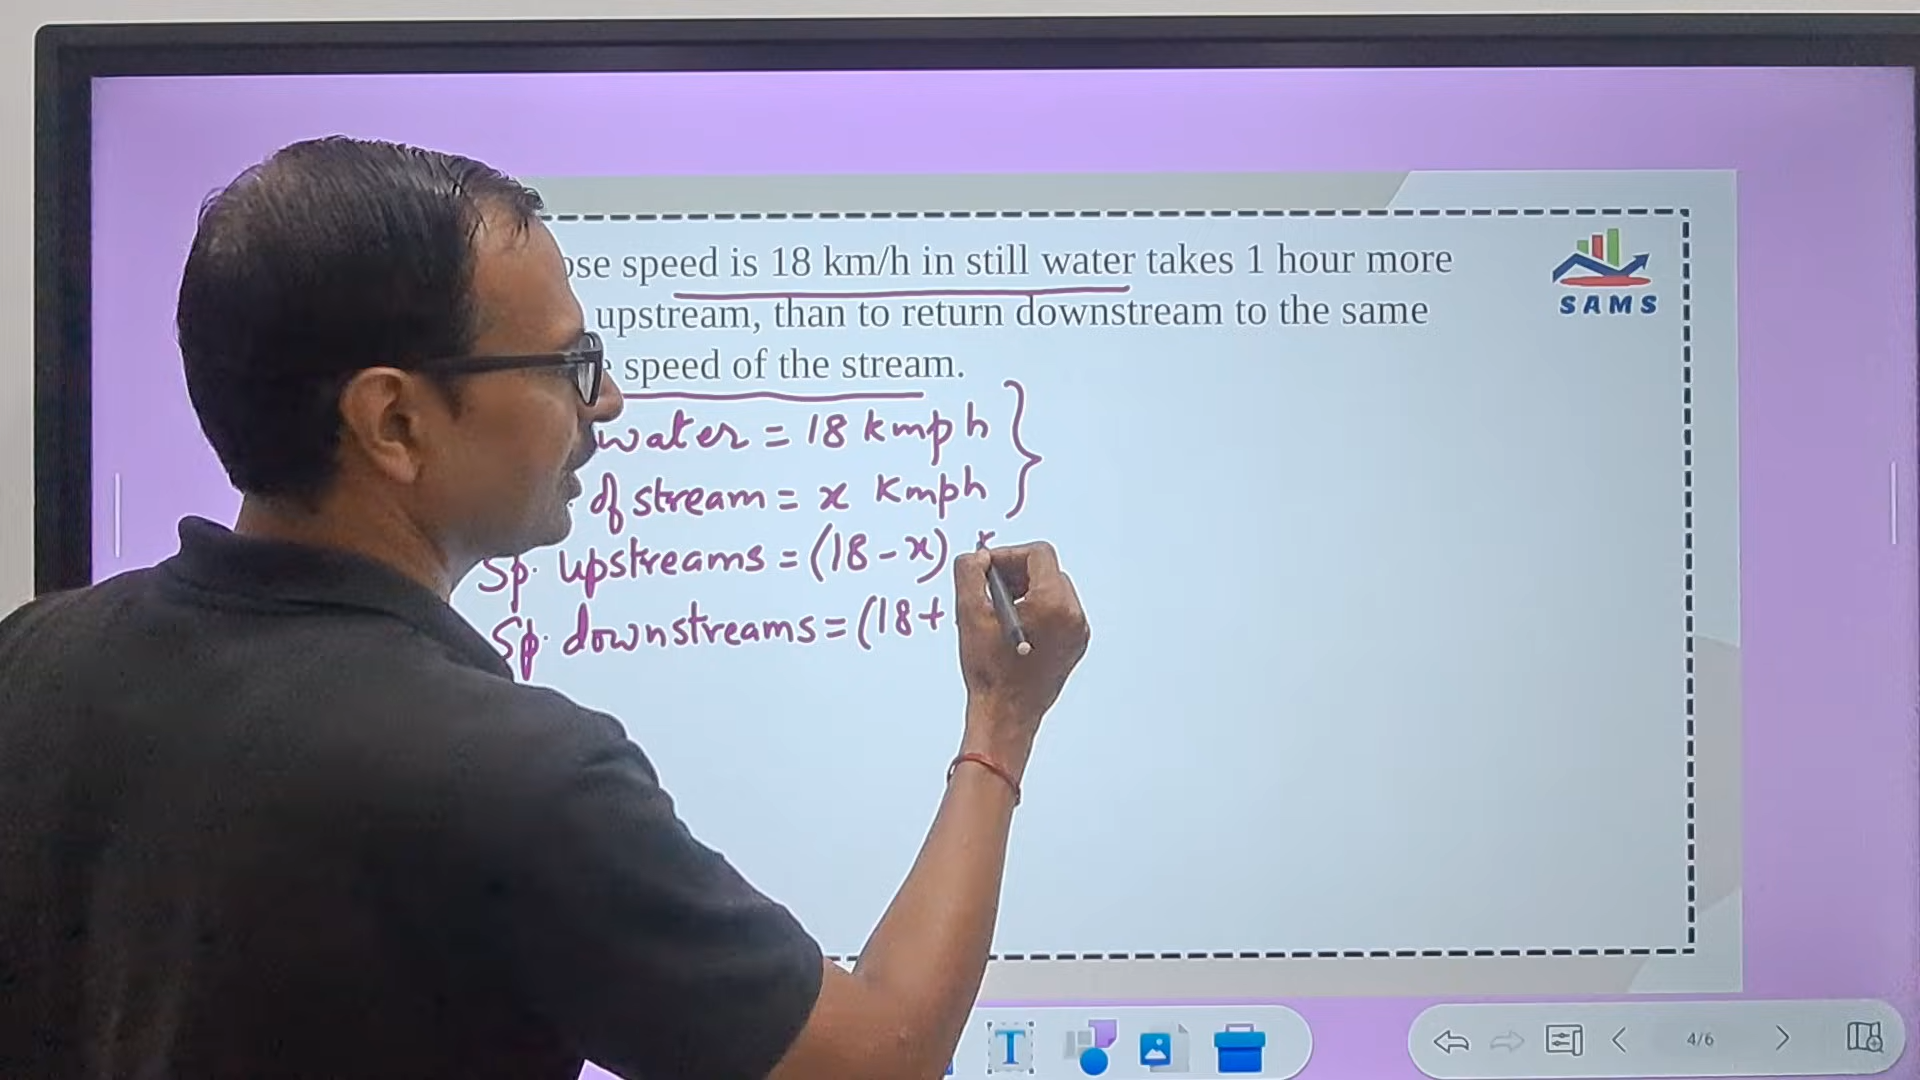 speed is 18 km/h in still water takes 1 hour more
upstream, than to return downstream to the same
speed of the stream.
SAMS
water = 18 kmph
of stream = x Kmph
Sp. upstreams = (18-x)
Sp. downstreams = (18+
T
4/6